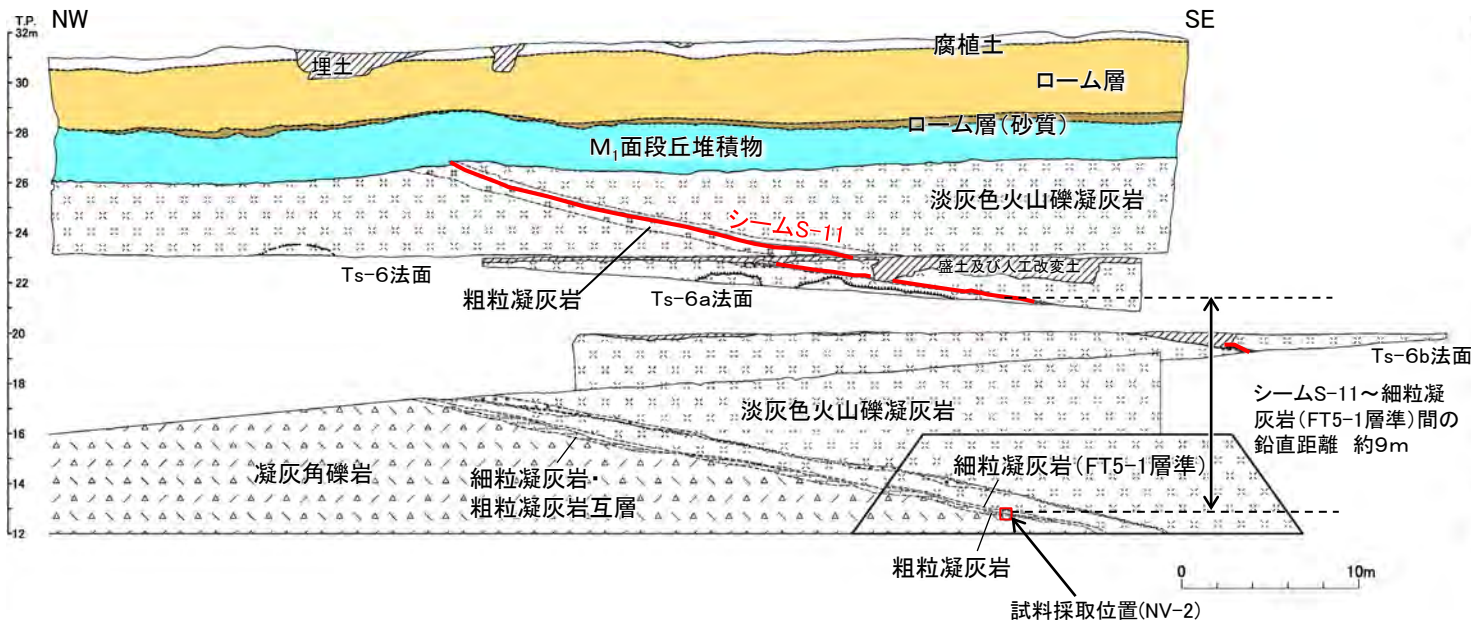 T.P.
NW
SE
32m
30
28
26
24
22
20
18
16
14
12
腐植土
埋土
ローム層
ローム層(砂質)
M₁面段丘堆積物
淡灰色火山礫凝灰岩
シームS-11
粗粒凝灰岩
Ts-6法面
Ts-6a法面
盛土及び人工改変土
Ts-6b法面
シームS-11～細粒凝
灰岩(FT5-1層準)間の
鉛直距離 約9m
淡灰色火山礫凝灰岩
凝灰角礫岩
細粒凝灰岩・
粗粒凝灰岩互層
細粒凝灰岩(FT5-1層準)
粗粒凝灰岩
試料採取位置(NV-2)
0 10m